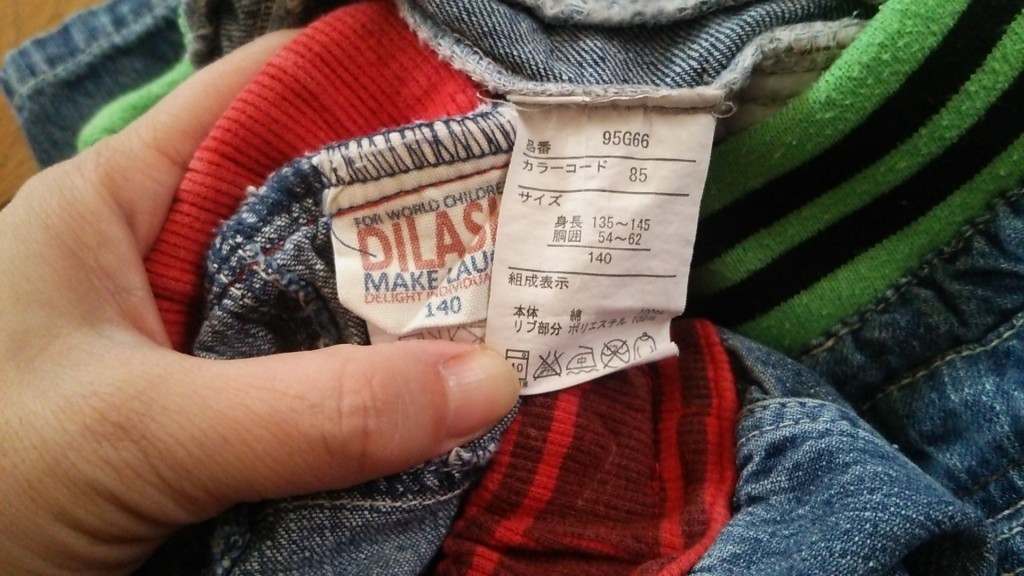 FOR WORLD CHILDRE
DILAS
MAKE LAU
DELIGHT INDIVIDUA
140
品番 95G66
カラーコード 85
サイズ
身長 135～145
胴囲 54～62
140
組成表示
本体 綿
リブ部分 ポリエステル 100%